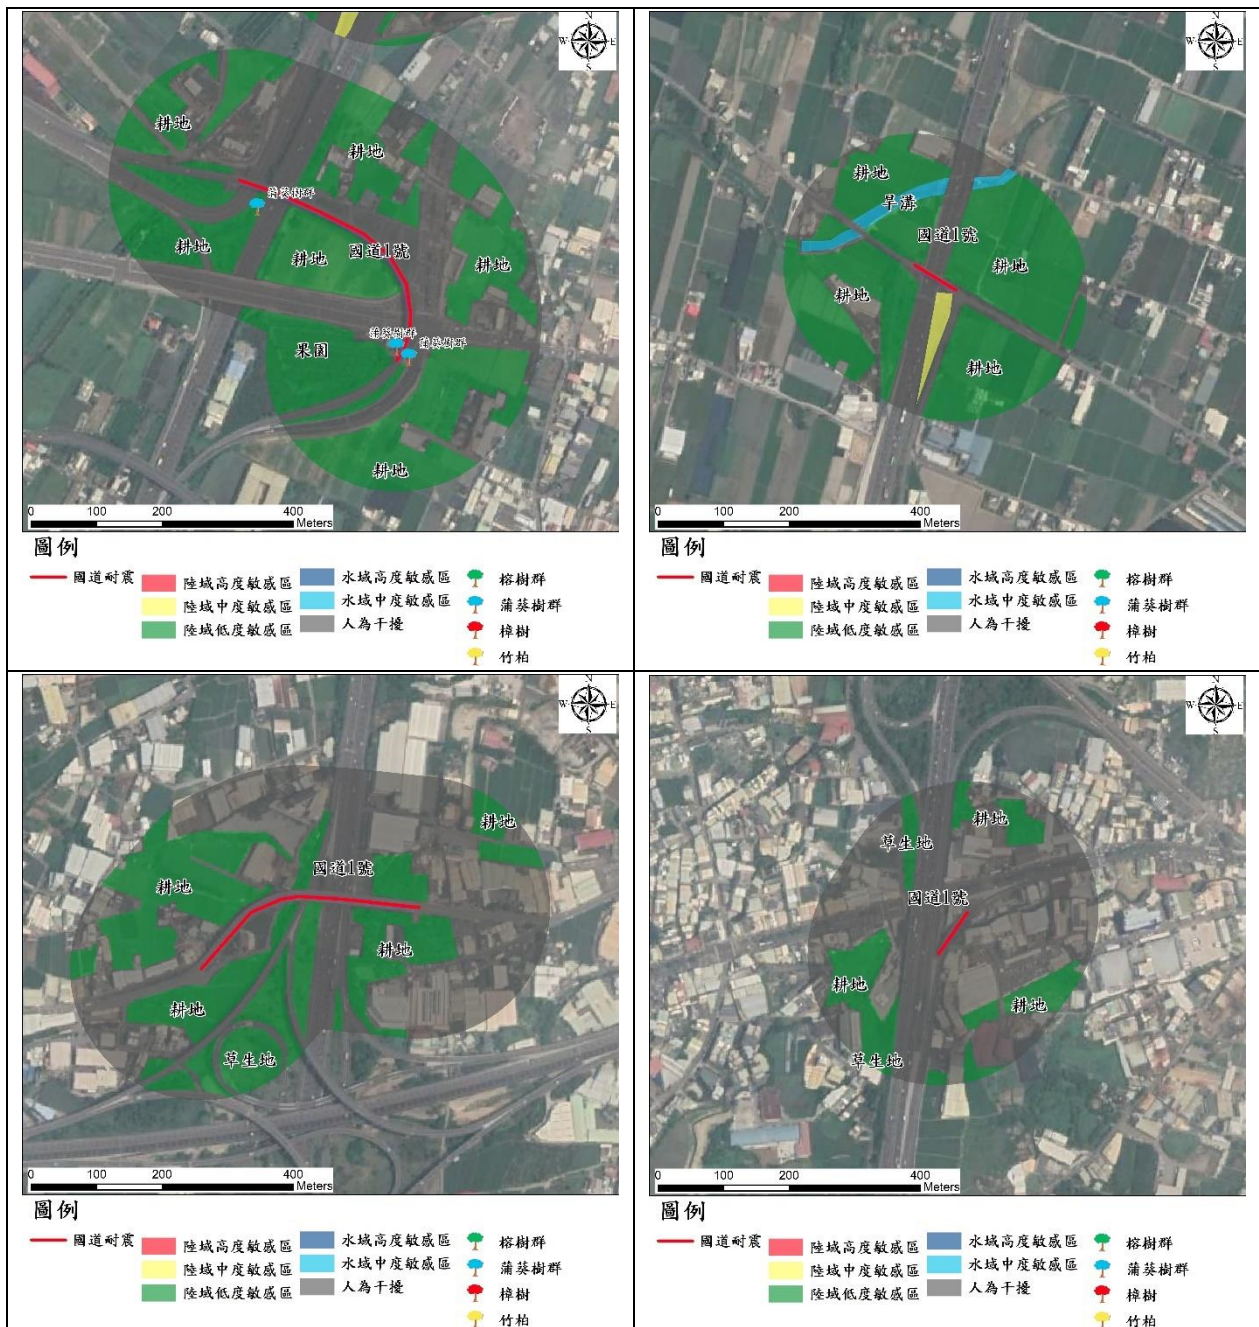 N
W E
S
耕地
耕地
蒲葵樹群
國道1號
耕地
耕地
耕地
蒲葵樹群
蒲葵樹群
果園
耕地
0 100 200 400
Meters
圖例
國道耐震
陸域高度敏感區
陸域中度敏感區
陸域低度敏感區
水域高度敏感區
水域中度敏感區
人為干擾
榕樹群
蒲葵樹群
樟樹
竹柏
N
W E
S
耕地
旱溝
國道1號
耕地
耕地
耕地
0 100 200 400
Meters
圖例
國道耐震
陸域高度敏感區
陸域中度敏感區
陸域低度敏感區
水域高度敏感區
水域中度敏感區
人為干擾
榕樹群
蒲葵樹群
樟樹
竹柏
N
W E
S
耕地
國道1號
耕地
耕地
耕地
草生地
0 100 200 400
Meters
圖例
國道耐震
陸域高度敏感區
陸域中度敏感區
陸域低度敏感區
水域高度敏感區
水域中度敏感區
人為干擾
榕樹群
蒲葵樹群
樟樹
竹柏
N
W E
S
耕地
草生地
國道1號
耕地
耕地
草生地
0 100 200 400
Meters
圖例
國道耐震
陸域高度敏感區
陸域中度敏感區
陸域低度敏感區
水域高度敏感區
水域中度敏感區
人為干擾
榕樹群
蒲葵樹群
樟樹
竹柏